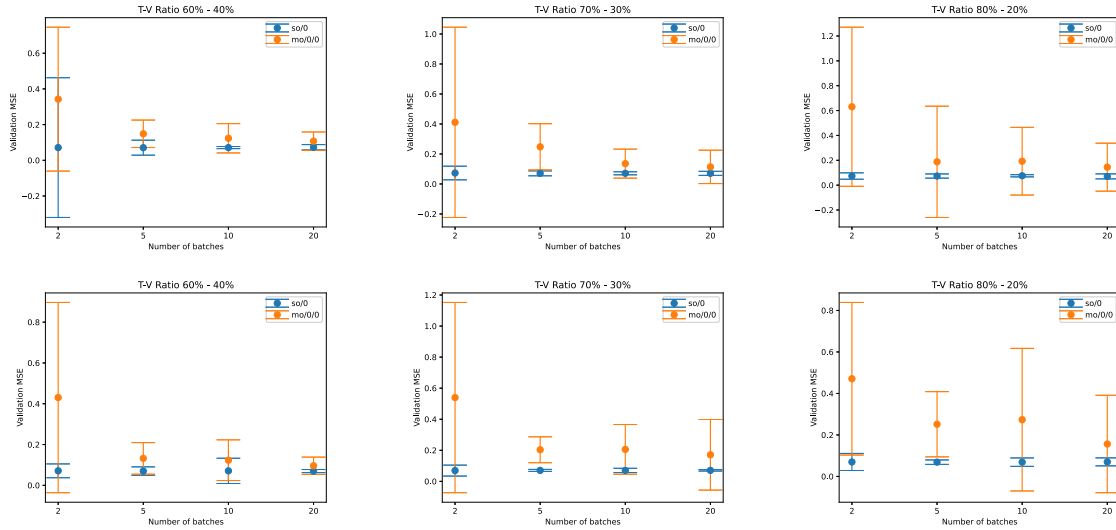 T-V Ratio 60% - 40%
so/0
mo/0/0
0.6
0.4
0.2
0.0
−0.2
Validation MSE
2
5
10
20
Number of batches
T-V Ratio 70% - 30%
so/0
mo/0/0
1.0
0.8
0.6
0.4
0.2
0.0
−0.2
Validation MSE
2
5
10
20
Number of batches
T-V Ratio 80% - 20%
so/0
mo/0/0
1.2
1.0
0.8
0.6
0.4
0.2
0.0
−0.2
Validation MSE
2
5
10
20
Number of batches
T-V Ratio 60% - 40%
so/0
mo/0/0
0.8
0.6
0.4
0.2
0.0
Validation MSE
2
5
10
20
Number of batches
T-V Ratio 70% - 30%
so/0
mo/0/0
1.2
1.0
0.8
0.6
0.4
0.2
0.0
Validation MSE
2
5
10
20
Number of batches
T-V Ratio 80% - 20%
so/0
mo/0/0
0.8
0.6
0.4
0.2
0.0
Validation MSE
2
5
10
20
Number of batches